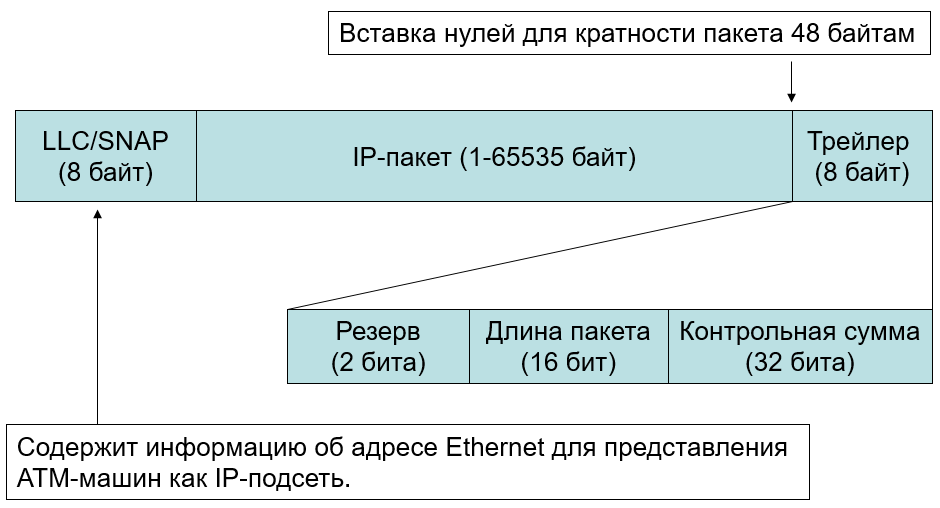 Вставка нулей для кратности пакета 48 байтам
LLC/SNAP
(8 байт)
IP-пакет (1-65535 байт)
Трейлер
(8 байт)
Резерв
(2 бита)
Длина пакета
(16 бит)
Контрольная сумма
(32 бита)
Содержит информацию об адресе Ethernet для представления
АТМ-машин как IP-подсеть.